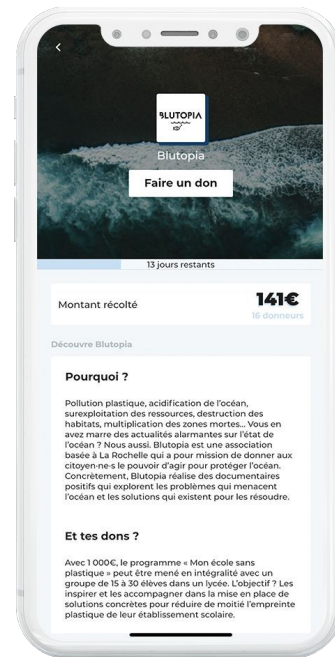 BLUTOPIA
Blutopia
Faire un don
13 jours restants
Montant récolté
141€
16 donneurs
Découvre Blutopia
Pourquoi ?
Pollution plastique, acidification de l'océan,
surexploitation des ressources, destruction des
habitats, multiplication des zones mortes... Vous en
avez marre des actualités alarmantes sur l'état de
l'océan ? Nous aussi. Blutopia est une association
basée à La Rochelle qui a pour mission de donner aux
citoyen·ne·s le pouvoir d'agir pour protéger l'océan.
Concrètement, Blutopia réalise des documentaires
positifs qui explorent les problèmes qui menacent
l'océan et les solutions qui existent pour les résoudre.
Et tes dons ?
Avec 1 000€, le programme « Mon école sans
plastique » peut être mené en intégralité avec un
groupe de 15 à 30 élèves dans un lycée. L'objectif ? Les
inspirer et les accompagner dans la mise en place de
solutions concrètes pour réduire de moitié l'empreinte
plastique de leur établissement scolaire.